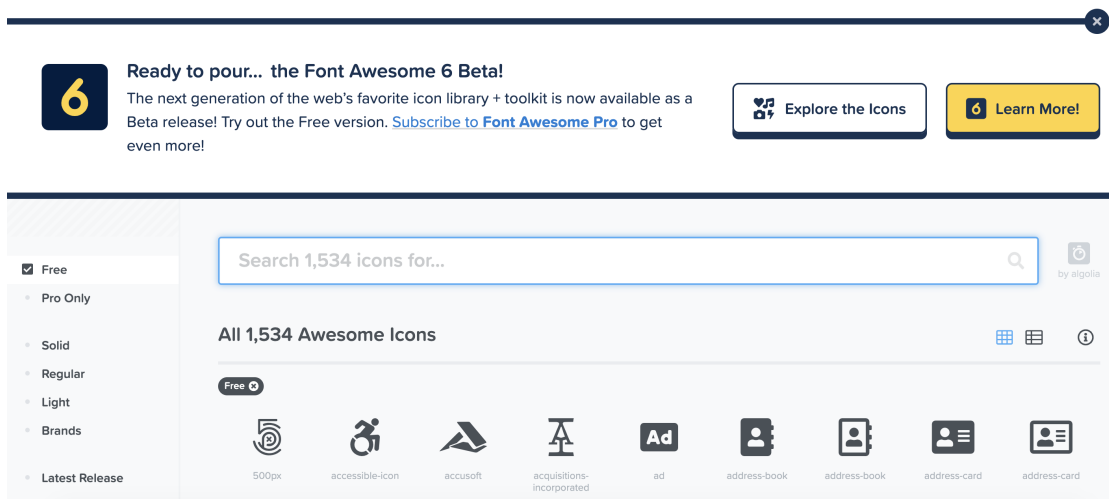 6
Ready to pour... the Font Awesome 6 Beta!
The next generation of the web's favorite icon library + toolkit is now available as a
Beta release! Try out the Free version. Subscribe to Font Awesome Pro to get
even more!
Explore the Icons
6 Learn More!
Search 1,534 icons for...
by algolia
Free
Pro Only
Solid
Regular
Light
Brands
Latest Release
All 1,534 Awesome Icons
Free
Ad
500px
accessible-icon
accusoft
acquisitions-
incorporated
ad
address-book
address-book
address-card
address-card